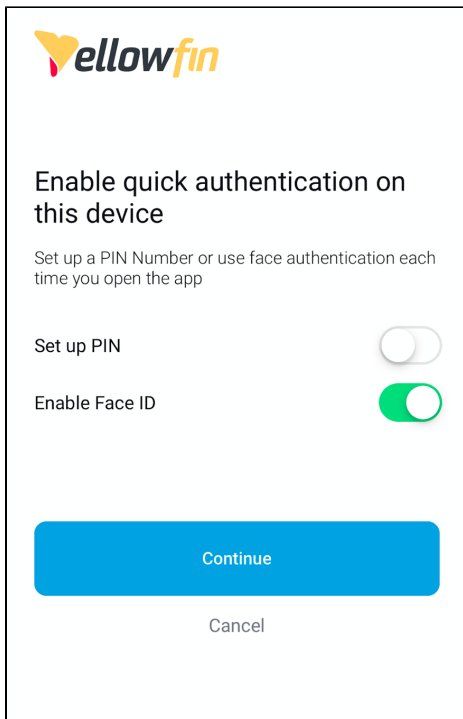 Yellowfin
Enable quick authentication on
this device
Set up a PIN Number or use face authentication each
time you open the app
Set up PIN
Enable Face ID
Continue
Cancel